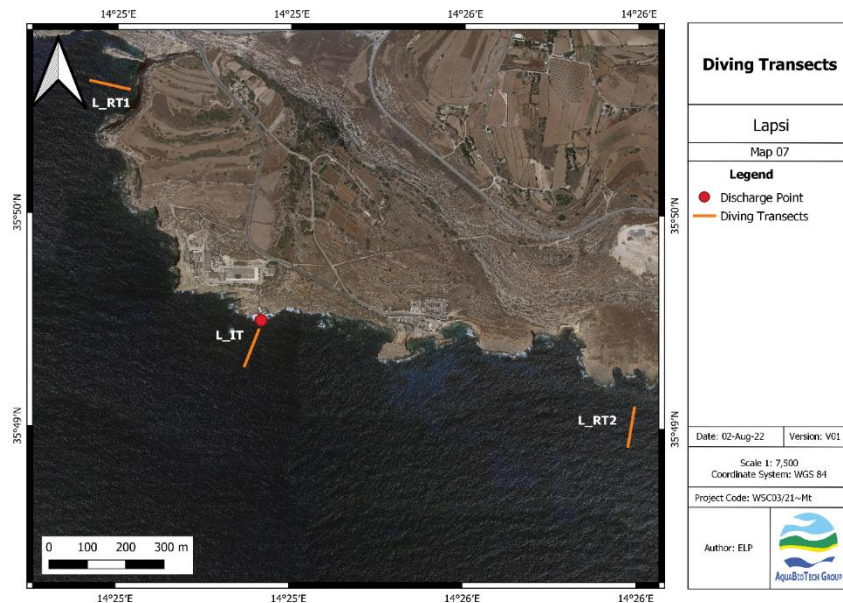 14°25'E 14°25'E 14°26'E 14°26'E
L_RT1
35°50'N 35°50'N
L_IT
L_RT2
35°49'N 35°49'N
0 100 200 300 m
14°25'E 14°25'E 14°26'E 14°26'E
Diving Transects
Lapsi
Map 07
Legend
Discharge Point
Diving Transects
Date: 02-Aug-22 Version: V01
Scale 1: 7,500
Coordinate System: WGS 84
Project Code: WSC03/21~Mt
Author: ELP
AQUABIOTECH GROUP